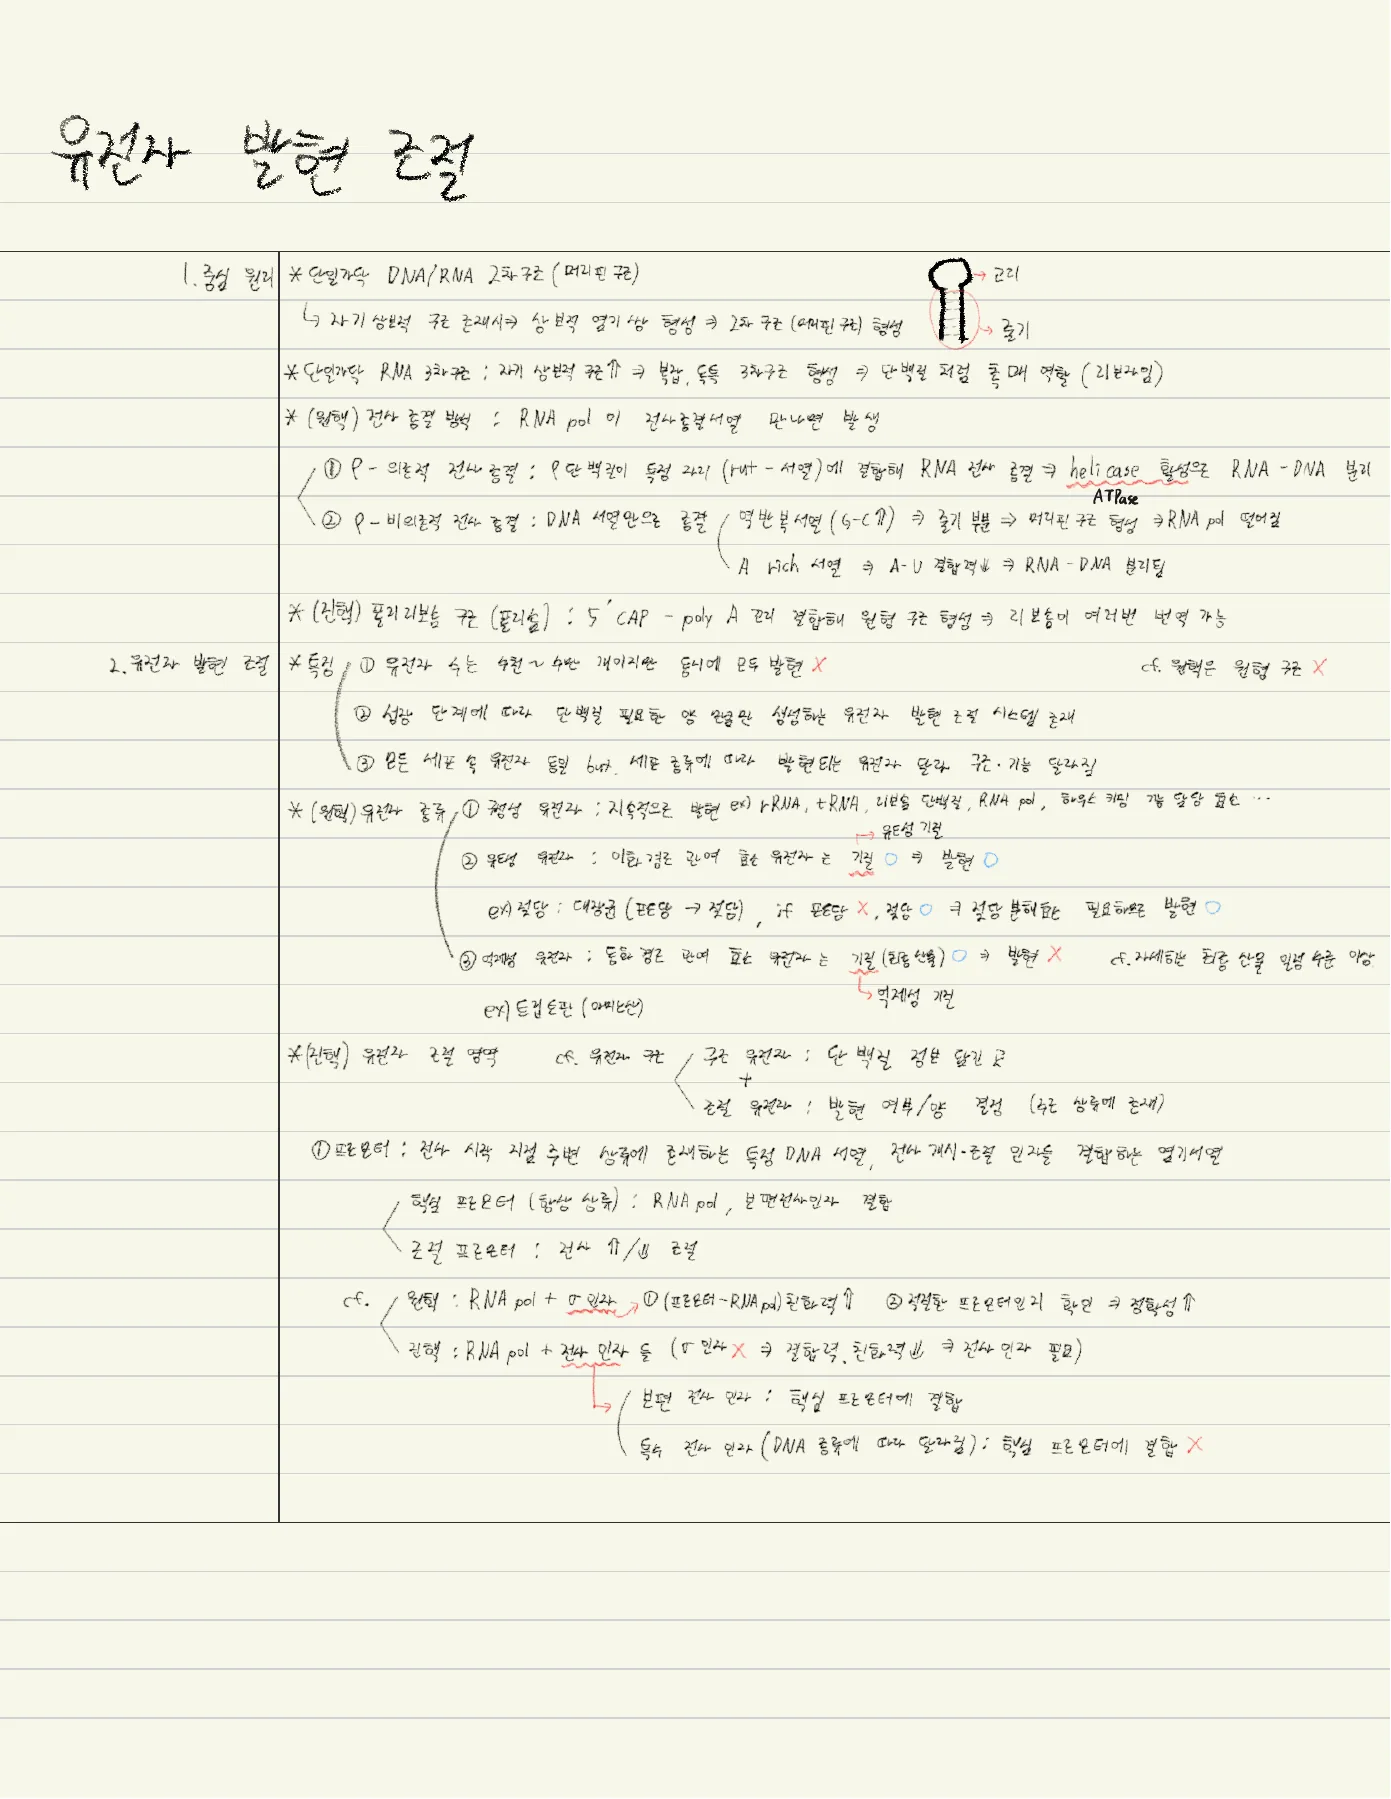 유전자 발현 조절
1. 중심 원리
* 단일가닥 DNA/RNA 2차구조 (머리핀 구조)
→ 고리
↳ 자기 상보적 구조 존재시 ⇒ 상보적 염기쌍 형성 ⇒ 2차 구조 (머리핀 구조) 형성
→ 줄기
* 단일가닥 RNA 3차구조 : 자기 상보적 구조⇑ ⇒ 복잡, 독특 3차구조 형성 ⇒ 단백질 처럼 촉매 역할 (리보자임)
* (원핵) 전사 종결 방식 : RNA pol 이 전사종결서열 만나면 발생
① ρ - 의존적 전사 종결 : ρ 단백질이 특정 자리 (rut - 서열)에 결합해 RNA 전사 종결 ⇒ helicase 활성으로 RNA - DNA 분리
ATPase
② ρ - 비의존적 전사 종결 : DNA 서열만으로 종결 역반복서열 (G-C⇑) ⇒ 줄기 부분 ⇒ 머리핀 구조 형성 ⇒ RNA pol 떨어짐
A rich 서열 ⇒ A-U 결합력⇓ ⇒ RNA - DNA 분리됨
* (진핵) 폴리리보솜 구조 (폴리솜) : 5' CAP - poly A 꼬리 결합해 원형 구조 형성 ⇒ 리보솜이 여러번 번역 가능
2. 유전자 발현 조절
* 특징 ① 유전자 수는 수천 ~ 수만 개이지만 동시에 모두 발현 X
cf. 원핵은 원형 구조 X
② 성장 단계에 따라 단백질 필요한 양 만큼만 생성하는 유전자 발현 조절 시스템 존재
③ 모든 세포 속 유전자 동일 but, 세포 종류에 따라 발현되는 유전자 달라 구조·기능 달라짐
* (원핵) 유전자 종류 ① 구성성 유전자 : 지속적으로 발현 ex) rRNA, tRNA, 리보솜 단백질, RNA pol, 하우스 키핑 기능 담당 효소 …
→ 유도성 기질
② 유도성 유전자 : 이화 경로 관여 효소 유전자는 기질 O ⇒ 발현 O
ex) 젖당 : 대장균 (포도당 → 젖당), if 포도당 X, 젖당 O ⇒ 젖당 분해효소 필요하므로 발현 O
③ 억제성 유전자 : 동화 경로 관여 효소 유전자는 기질 (최종 산물) O ⇒ 발현 X cf. 자세히는 최종 산물 일정 수준 이상
↳ 억제성 기질
ex) 트립토판 (아미노산)
* (진핵) 유전자 조절 영역 cf. 유전자 구조 구조 유전자 : 단백질 정보 담긴 곳
+
조절 유전자 : 발현 여부/양 결정 (주로 상류에 존재)
① 프로모터 : 전사 시작 지점 주변 상류에 존재하는 특정 DNA 서열, 전사 개시·조절 인자들 결합하는 염기서열
핵심 프로모터 (항상 상류) : RNA pol, 보편전사인자 결합
조절 프로모터 : 전사 ⇑/⇓ 조절
cf. 원핵 : RNA pol + σ 인자 → ① (프로모터-RNA pol) 친화력⇑ ② 적절한 프로모터인지 확인 ⇒ 정확성⇑
진핵 : RNA pol + 전사 인자 들 (σ 인자 X ⇒ 결합력, 친화력⇓ ⇒ 전사 인자 필요)
↳ 보편 전사 인자 : 핵심 프로모터에 결합
특수 전사 인자 (DNA 종류에 따라 달라짐) : 핵심 프로모터에 결합 X